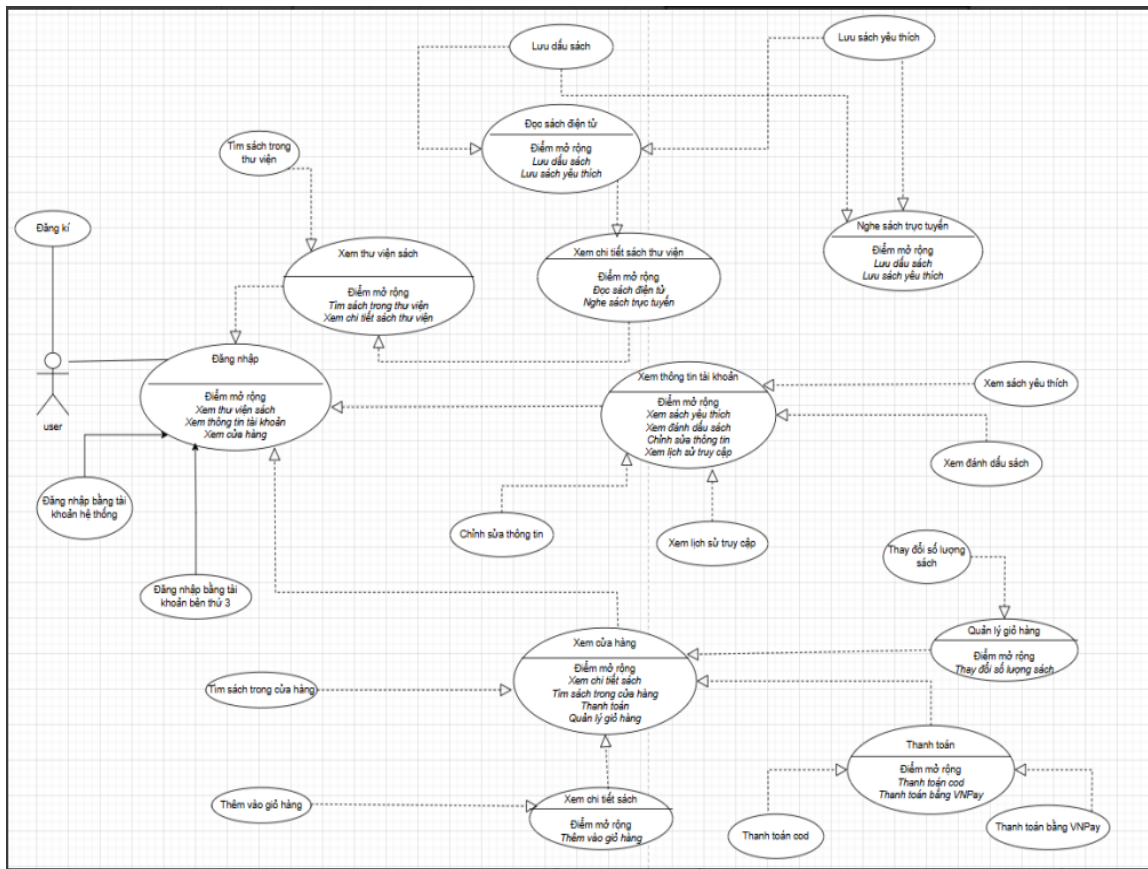 Lưu dấu sách
Lưu sách yêu thích
Đọc sách điện tử
Điểm mở rộng
Lưu dấu sách
Lưu sách yêu thích
Tìm sách trong
thư viện
Đăng kí
Nghe sách trực tuyến
Điểm mở rộng
Lưu dấu sách
Lưu sách yêu thích
Xem thư viện sách
Điểm mở rộng
Tìm sách trong thư viện
Xem chi tiết sách thư viện
Xem chi tiết sách thư viện
Điểm mở rộng
Đọc sách điện tử
Nghe sách trực tuyến
user
Đăng nhập
Điểm mở rộng
Xem thư viện sách
Xem thông tin tài khoản
Xem cửa hàng
Xem thông tin tài khoản
Điểm mở rộng
Xem sách yêu thích
Xem đánh dấu sách
Chỉnh sửa thông tin
Xem lịch sử truy cập
Xem sách yêu thích
Xem đánh dấu sách
Đăng nhập bằng tài
khoản hệ thống
Chỉnh sửa thông tin
Xem lịch sử truy cập
Thay đổi số lượng
sách
Đăng nhập bằng tài
khoản bên thứ 3
Quản lý giỏ hàng
Điểm mở rộng
Thay đổi số lượng sách
Xem cửa hàng
Điểm mở rộng
Xem chi tiết sách
Tìm sách trong cửa hàng
Thanh toán
Quản lý giỏ hàng
Tìm sách trong cửa hàng
Thanh toán
Điểm mở rộng
Thanh toán cod
Thanh toán bằng VNPay
Thêm vào giỏ hàng
Xem chi tiết sách
Điểm mở rộng
Thêm vào giỏ hàng
Thanh toán cod
Thanh toán bằng VNPay